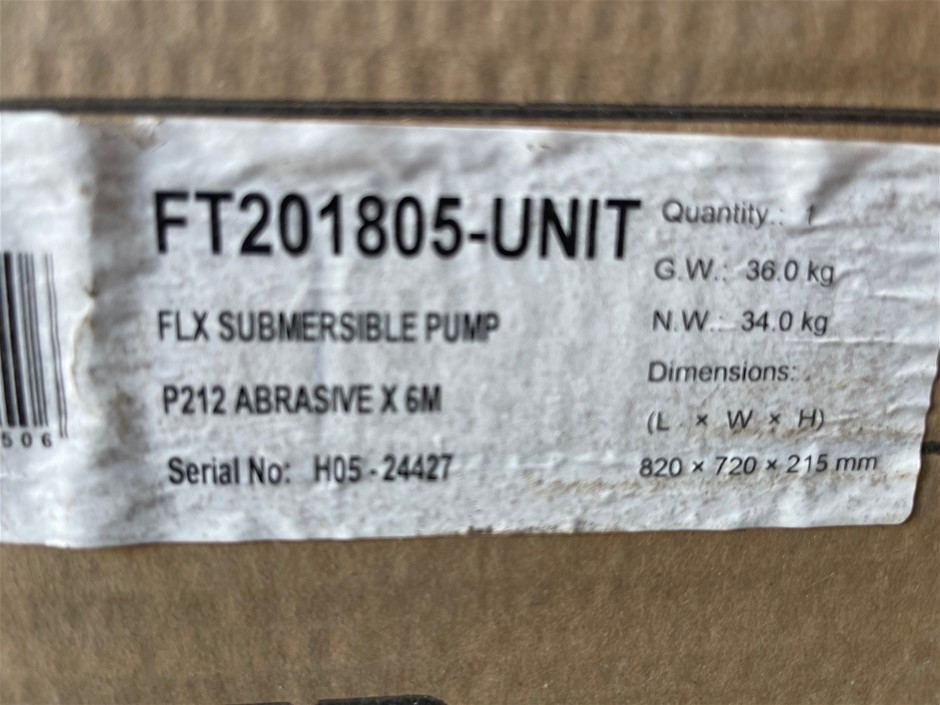 FT201805-UNIT
FLX SUBMERSIBLE PUMP
P212 ABRASIVE X 6M
Serial No: H05-24427
Quantity.: 1
G.W.: 36.0 kg
N.W.: 34.0 kg
Dimensions:
(L × W × H)
820 × 720 × 215 mm
506